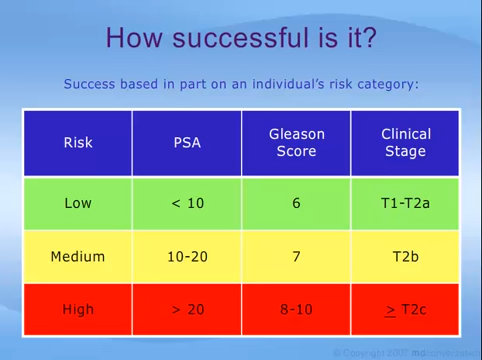 How successful is it?
Success based in part on an individual's risk category:
Risk PSA Gleason Score Clinical Stage
Low < 10 6 T1-T2a
Medium 10-20 7 T2b
High > 20 8-10 ≥ T2c
© Copyright 2007